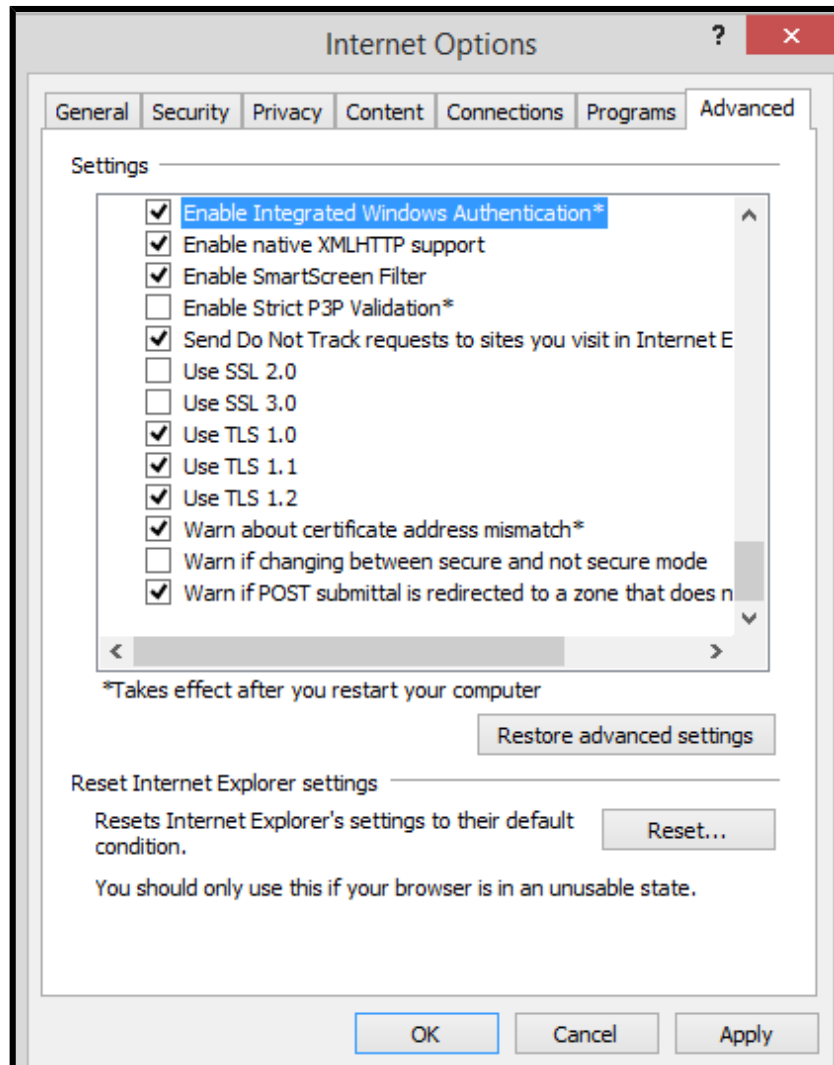 Internet Options
?
General Security Privacy Content Connections Programs Advanced
Settings
Enable Integrated Windows Authentication*
Enable native XMLHTTP support
Enable SmartScreen Filter
Enable Strict P3P Validation*
Send Do Not Track requests to sites you visit in Internet E
Use SSL 2.0
Use SSL 3.0
Use TLS 1.0
Use TLS 1.1
Use TLS 1.2
Warn about certificate address mismatch*
Warn if changing between secure and not secure mode
Warn if POST submittal is redirected to a zone that does n
*Takes effect after you restart your computer
Restore advanced settings
Reset Internet Explorer settings
Resets Internet Explorer's settings to their default
condition.
Reset...
You should only use this if your browser is in an unusable state.
OK Cancel Apply